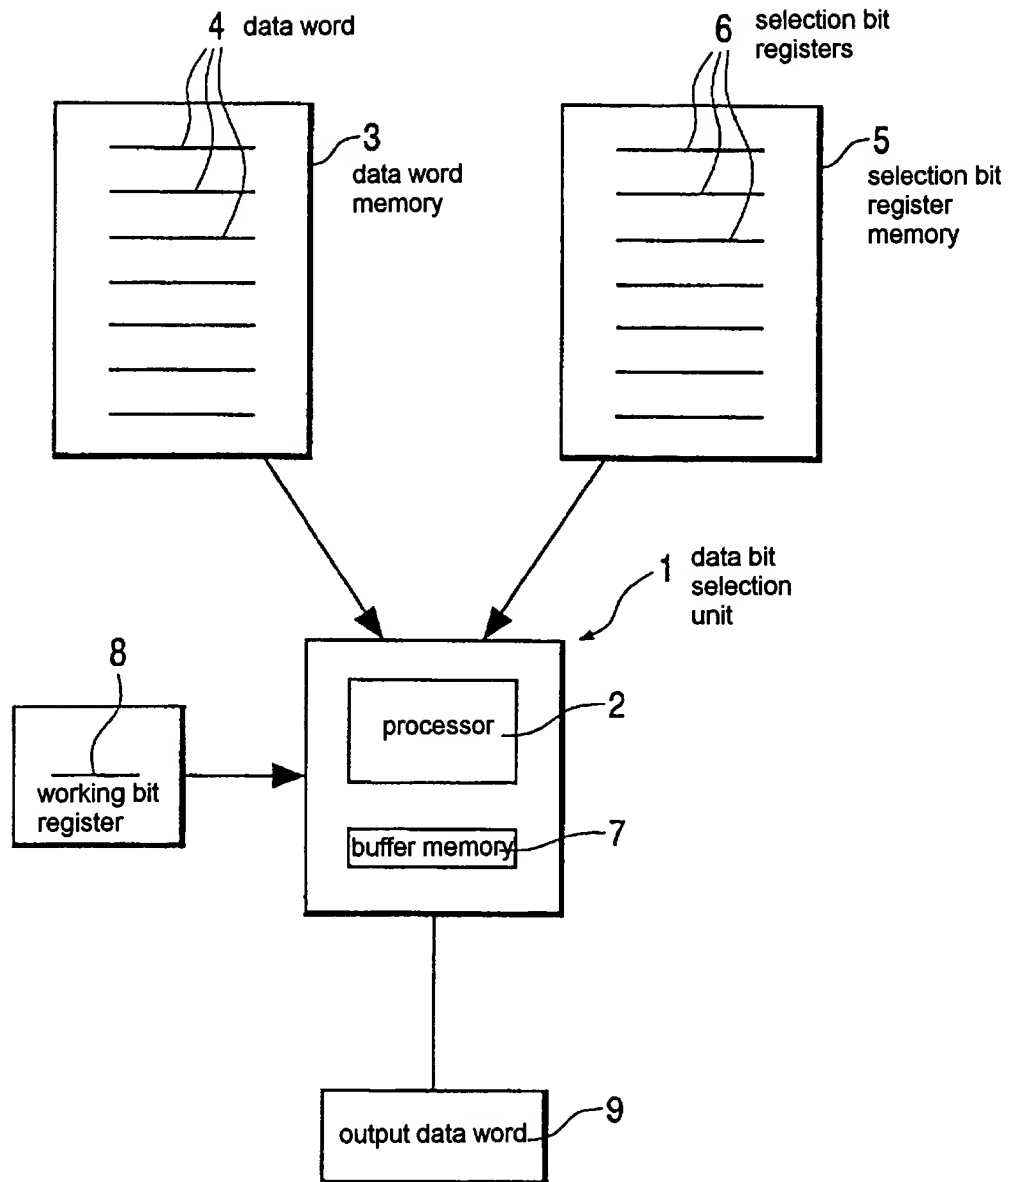 4 data word
6 selection bit
registers
3
data word
memory
5
selection bit
register
memory
1 data bit
selection
unit
8
processor
2
working bit
register
buffer memory
7
output data word
9